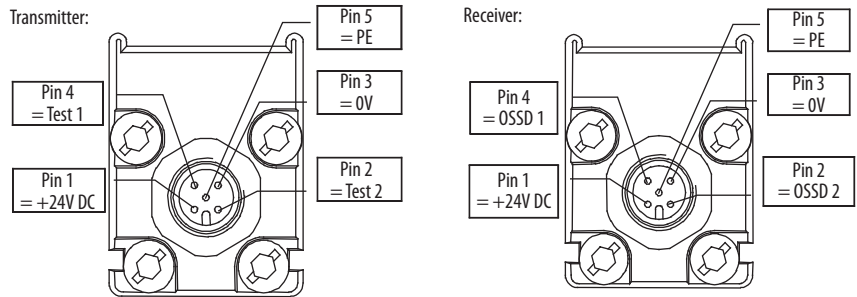 Transmitter:
Pin 5
= PE
Pin 4
= Test 1
Pin 3
= 0V
Pin 1
= +24V DC
Pin 2
= Test 2
Receiver:
Pin 5
= PE
Pin 4
= OSSD 1
Pin 3
= 0V
Pin 1
= +24V DC
Pin 2
= OSSD 2